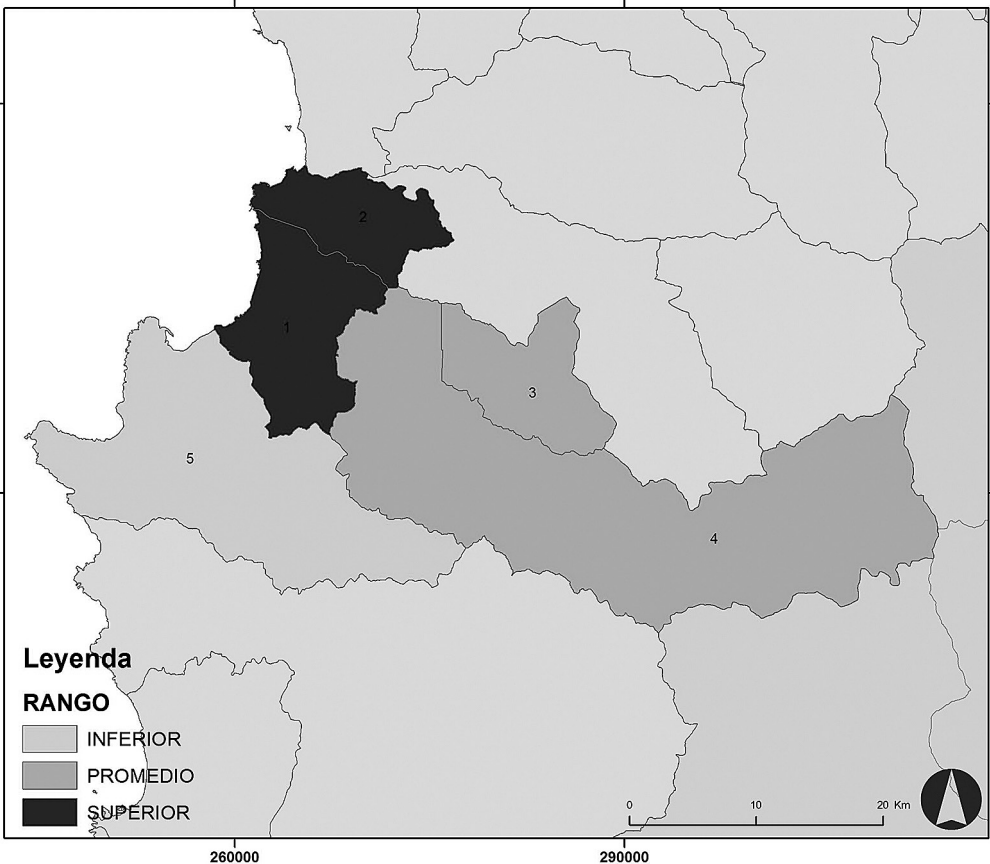 2
1
3
5
4
Leyenda
RANGO
INFERIOR
PROMEDIO
SUPERIOR
0 10 20 Km
260000 290000